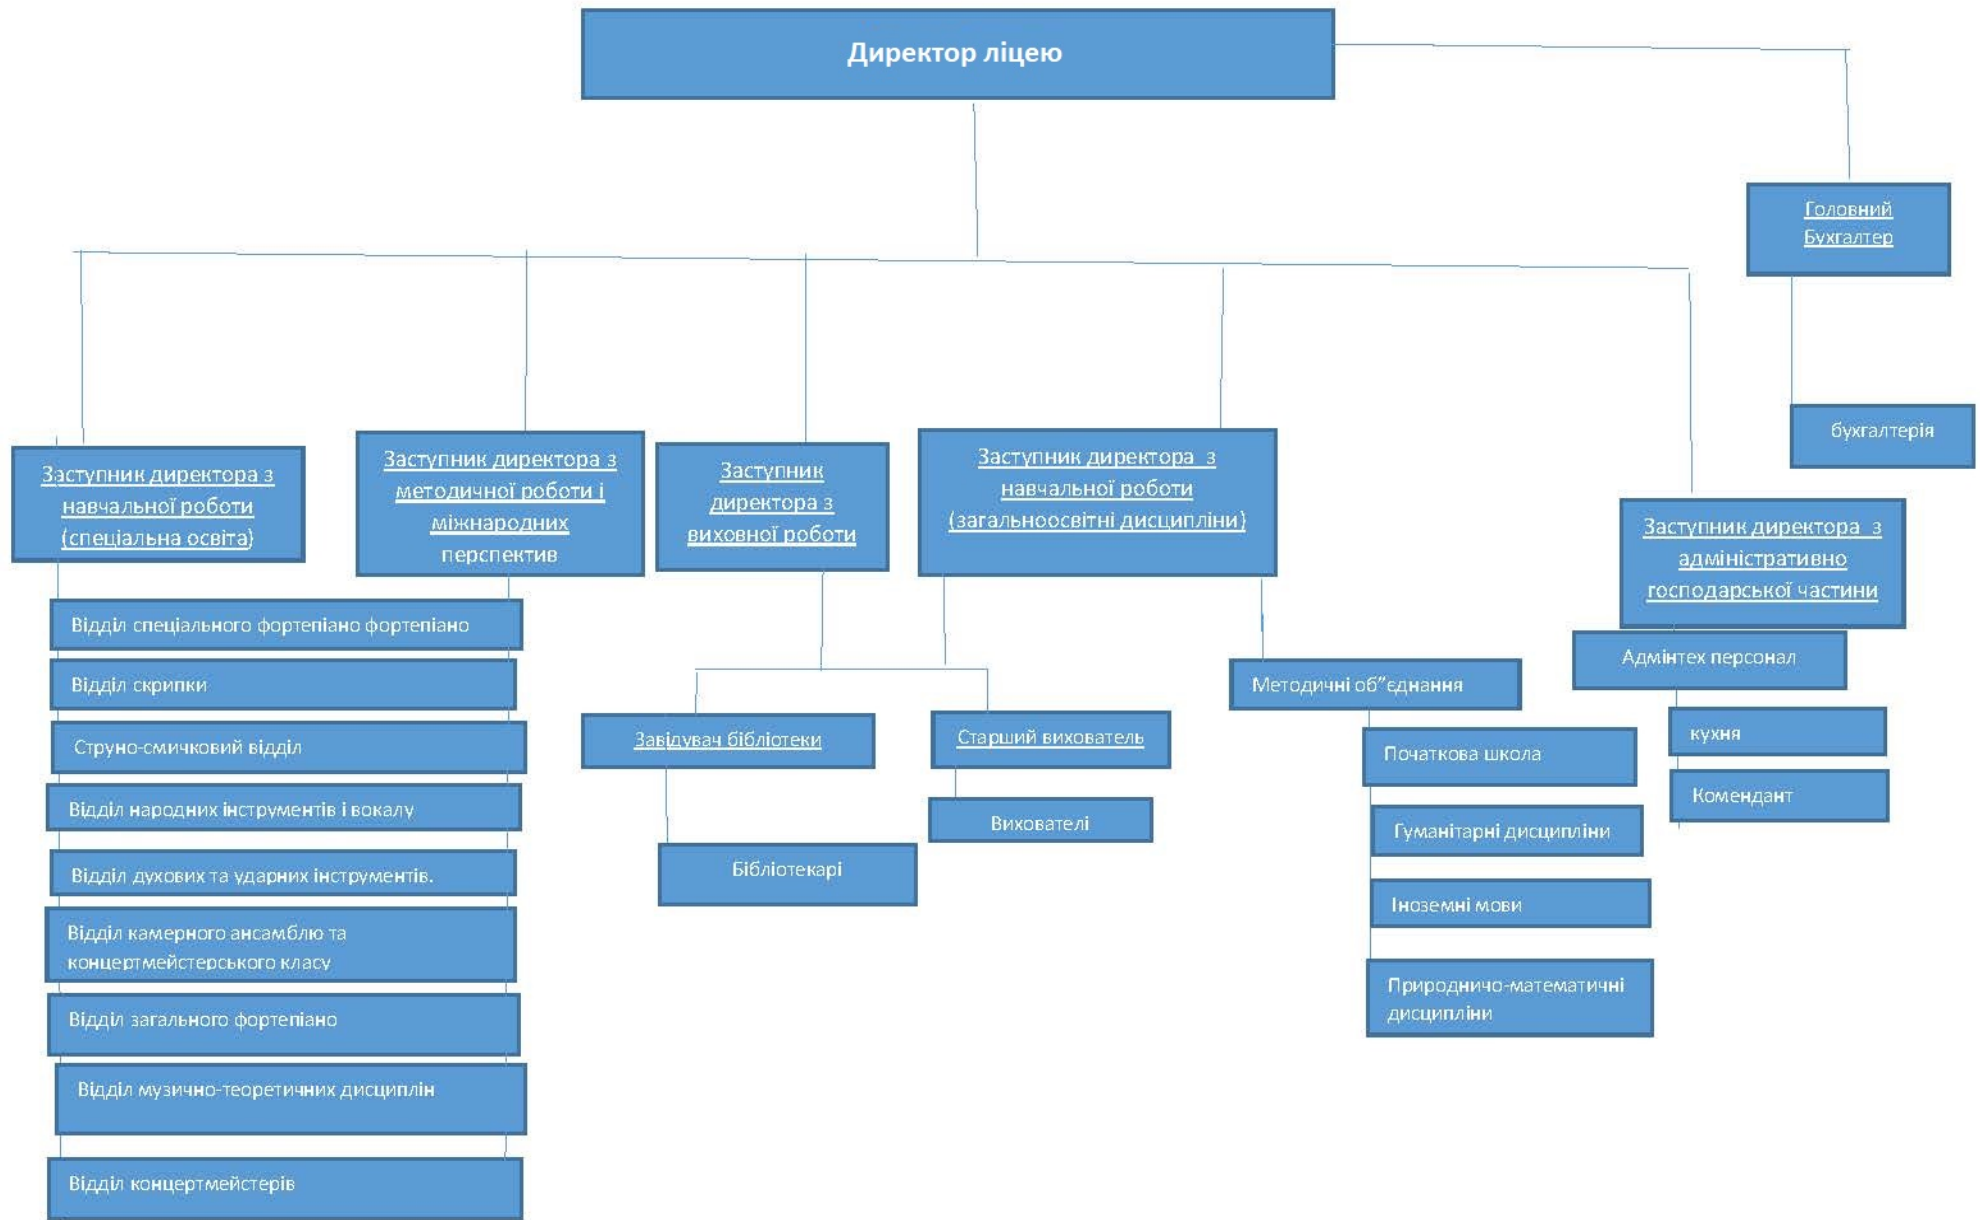 Директор ліцею
Головний
Бухгалтер
бухгалтерія
Заступник директора з
навчальної роботи
(спеціальна освіта)
Заступник директора з
методичної роботи і
міжнародних
перспектив
Заступник
директора з
виховної роботи
Заступник директора з
навчальної роботи
(загальноосвітні дисципліни)
Заступник директора з
адміністративно
господарської частини
Відділ спеціального фортепіано фортепіано
Відділ скрипки
Струно-смичковий відділ
Відділ народних інструментів і вокалу
Відділ духових та ударних інструментів.
Відділ камерного ансамблю та
концертмейстерського класу
Відділ загального фортепіано
Відділ музично-теоретичних дисциплін
Відділ концертмейстерів
Завідувач бібліотеки
Бібліотекарі
Старший вихователь
Вихователі
Методичні об”єднання
Початкова школа
Гуманітарні дисципліни
Іноземні мови
Природничо-математичні
дисципліни
Адмінтех персонал
кухня
Комендант